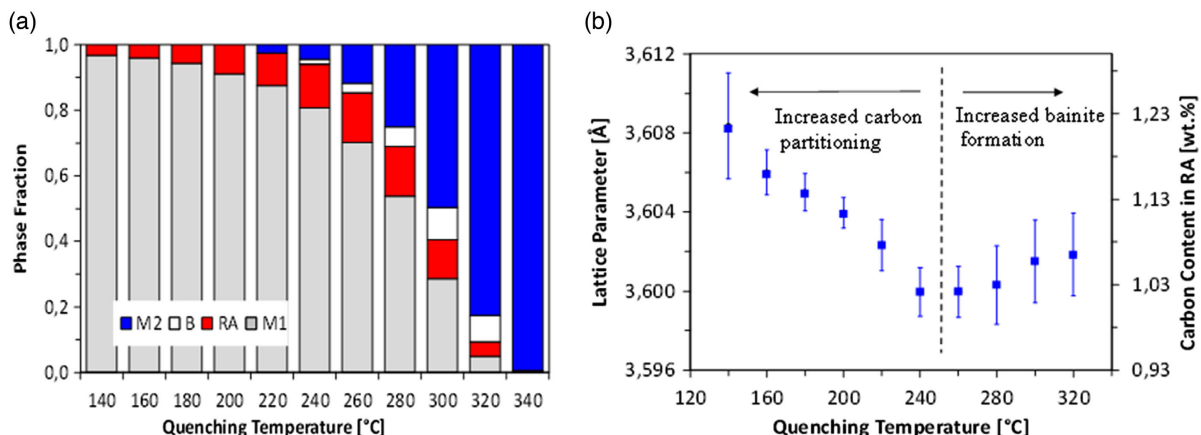 (a)
1,0
0,8
0,6
0,4
0,2
0,0
Phase Fraction
M2 B RA M1
140 160 180 200 220 240 260 280 300 320 340
Quenching Temperature [°C]
(b)
3,612
3,608
3,604
3,600
3,596
Lattice Parameter [Å]
Increased carbon
partitioning
Increased bainite
formation
1,23
1,13
1,03
0,93
Carbon Content in RA [wt.%]
120 160 200 240 280 320
Quenching Temperature [°C]